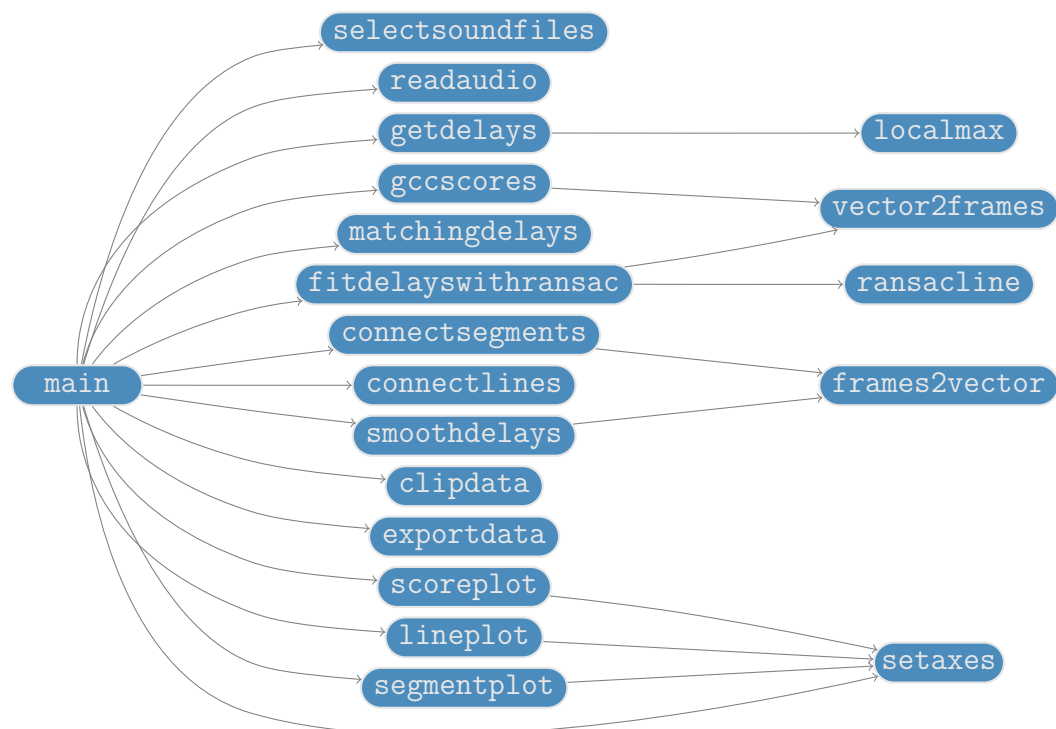 selectsoundfiles
readaudio
getdelays
localmax
gccscores
vector2frames
matchingdelays
fitdelayswithransac
ransacline
connectsegments
main
connectlines
frames2vector
smoothdelays
clipdata
exportdata
scoreplot
lineplot
setaxes
segmentplot